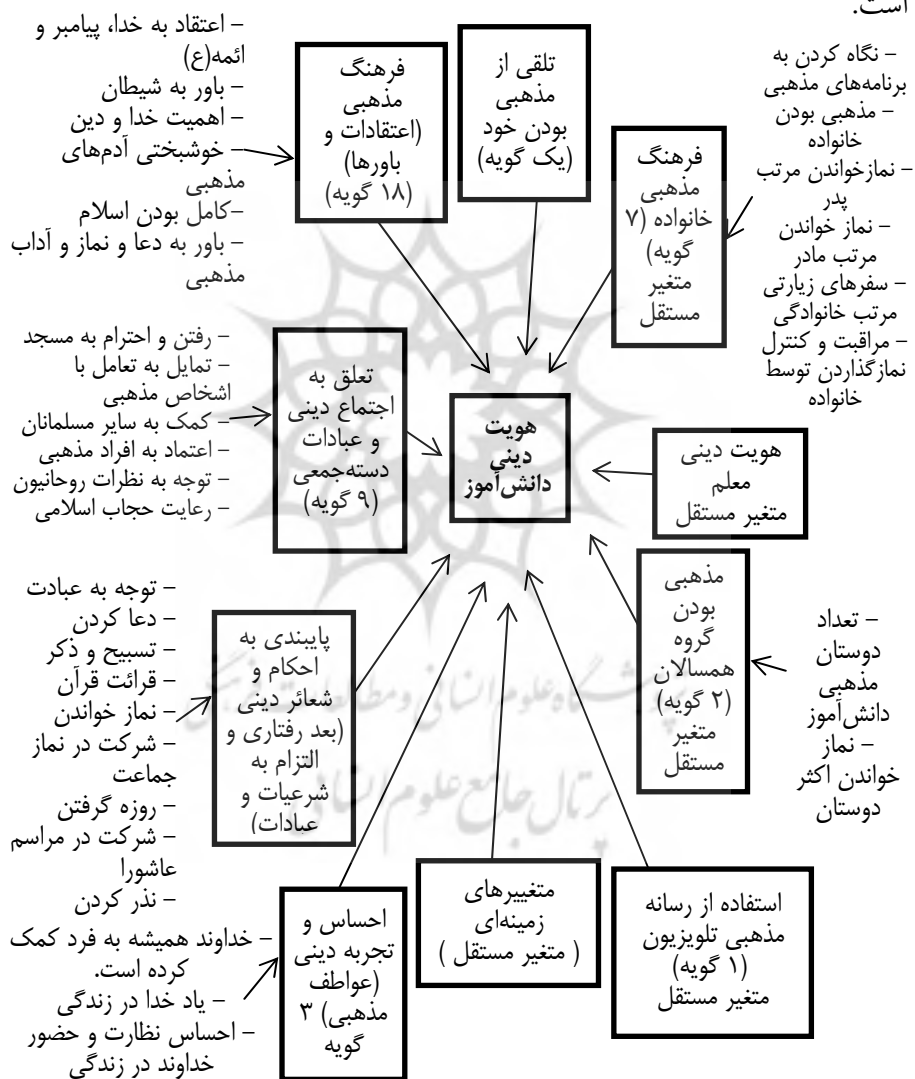 است.
– اعتقاد به خدا، پیامبر و
ائمه(ع)
– باور به شیطان
– اهمیت خدا و دین
– خوشبختی آدم‌های
مذهبی
–کامل بودن اسلام
– باور به دعا و نماز و آداب
مذهبی
فرهنگ
مذهبی
(اعتقادات و
باورها)
(۱۸ گویه)
تلقی از
مذهبی
بودن خود
(یک گویه)
فرهنگ
مذهبی
خانواده (۷
گویه)
متغیر
مستقل
– نگاه کردن به
برنامه‌های مذهبی
– مذهبی بودن
خانواده
– نمازخواندن مرتب
پدر
– نماز خواندن
مرتب مادر
– سفرهای زیارتی
مرتب خانوادگی
– مراقبت و کنترل
نمازگذاردن توسط
خانواده
– رفتن و احترام به مسجد
– تمایل به تعامل با
اشخاص مذهبی
– کمک به سایر مسلمانان
– اعتماد به افراد مذهبی
– توجه به نظرات روحانیون
– رعایت حجاب اسلامی
تعلق به
اجتماع دینی
و عبادات
دسته‌جمعی
(۹ گویه)
هویت
دینی
دانش‌آموز
هویت دینی
معلم
متغیر مستقل
مذهبی
بودن
گروه
همسالان
(۲ گویه)
متغیر
مستقل
– تعداد
دوستان
مذهبی
دانش‌آموز
– نماز
خواندن اکثر
دوستان
– توجه به عبادت
– دعا کردن
– تسبیح و ذکر
– قرائت قرآن
– نماز خواندن
– شرکت در نماز
جماعت
– روزه گرفتن
– شرکت در مراسم
عاشورا
– نذر کردن
پایبندی به
احکام و
شعائر دینی
(بعد رفتاری و
التزام به
شرعیات و
عبادات)
پژوهشگاه علوم انسانی و مطالعات فرهنگی
پرتال جامع علوم انسانی
– خداوند همیشه به فرد کمک
کرده است.
– یاد خدا در زندگی
– احساس نظارت و حضور
خداوند در زندگی
احساس و
تجربه دینی
(عواطف
مذهبی) ۳
گویه
متغییرهای
زمینه‌ای
( متغیر مستقل )
استفاده از رسانه
مذهبی تلویزیون
(۱ گویه)
متغیر مستقل